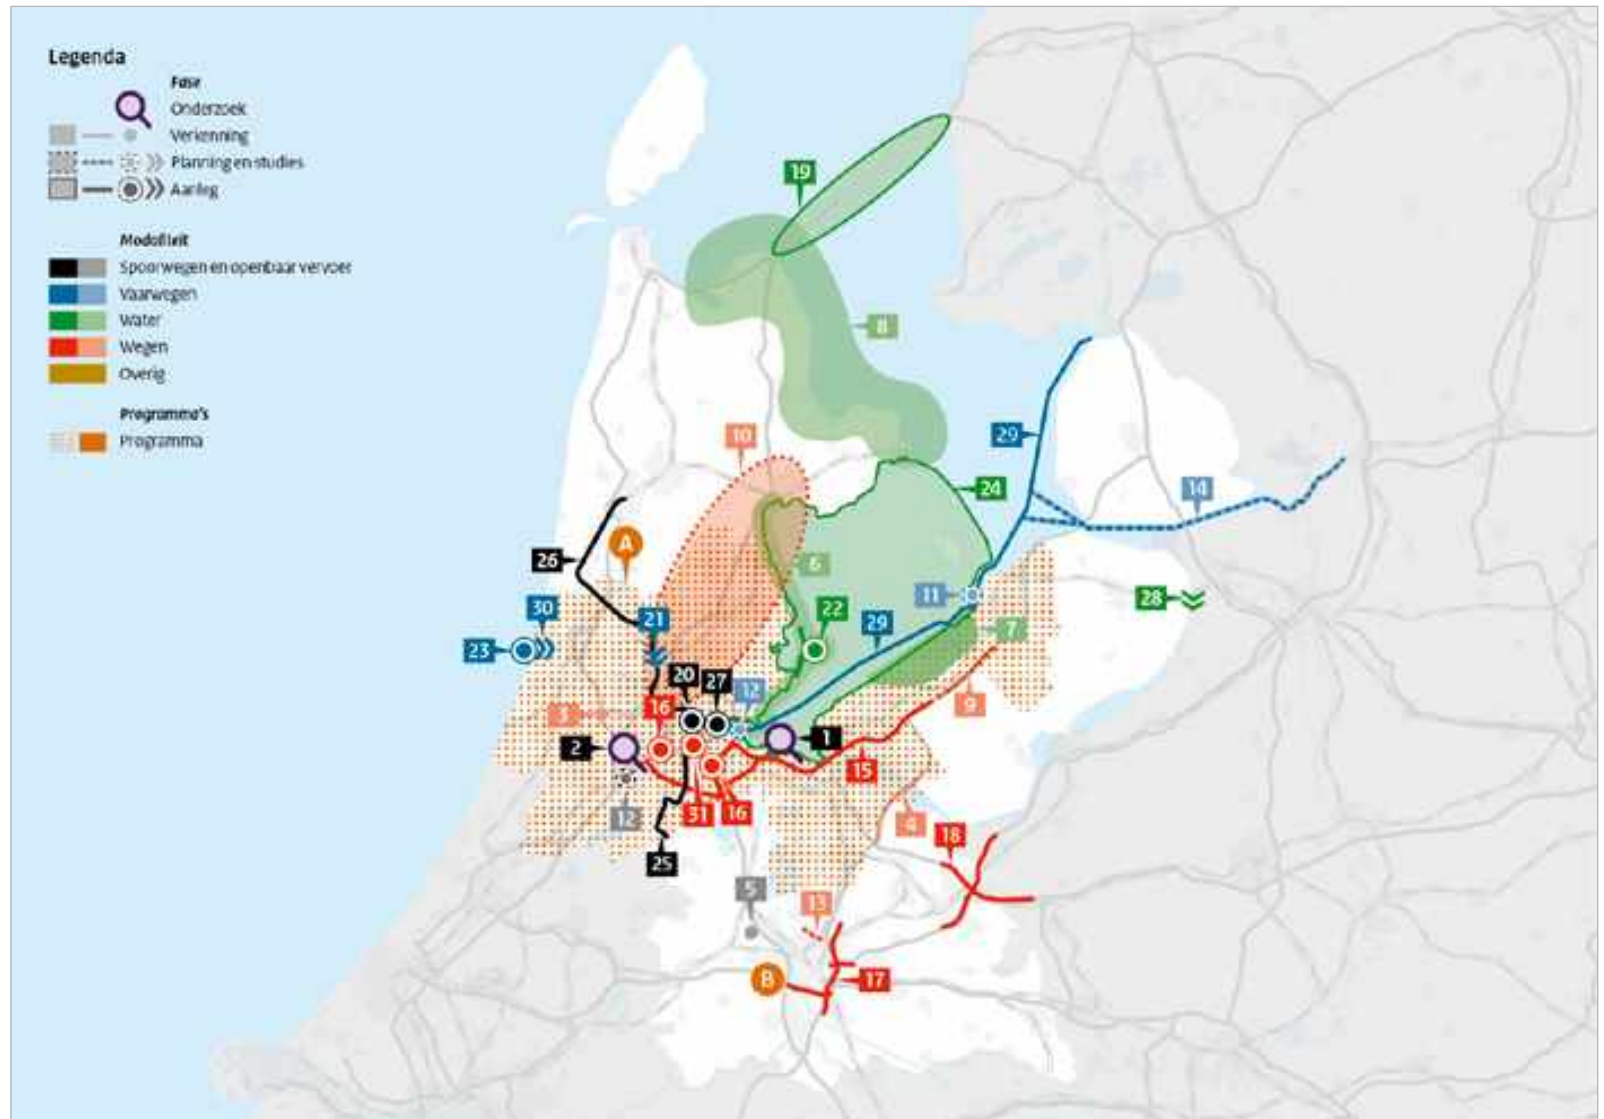 Legenda
Fase
Onderzoek
Verkenning
Planning en studies
Aanleg
Modaliteit
Spoorwegen en openbaar vervoer
Vaarwegen
Water
Wegen
Overig
Programma's
Programma
19
8
10
29
24
14
26
A
6
11
28
30
21
22
29
7
23
20
27
12
3
16
9
2
1
15
12
31
16
4
18
25
5
13
B
17